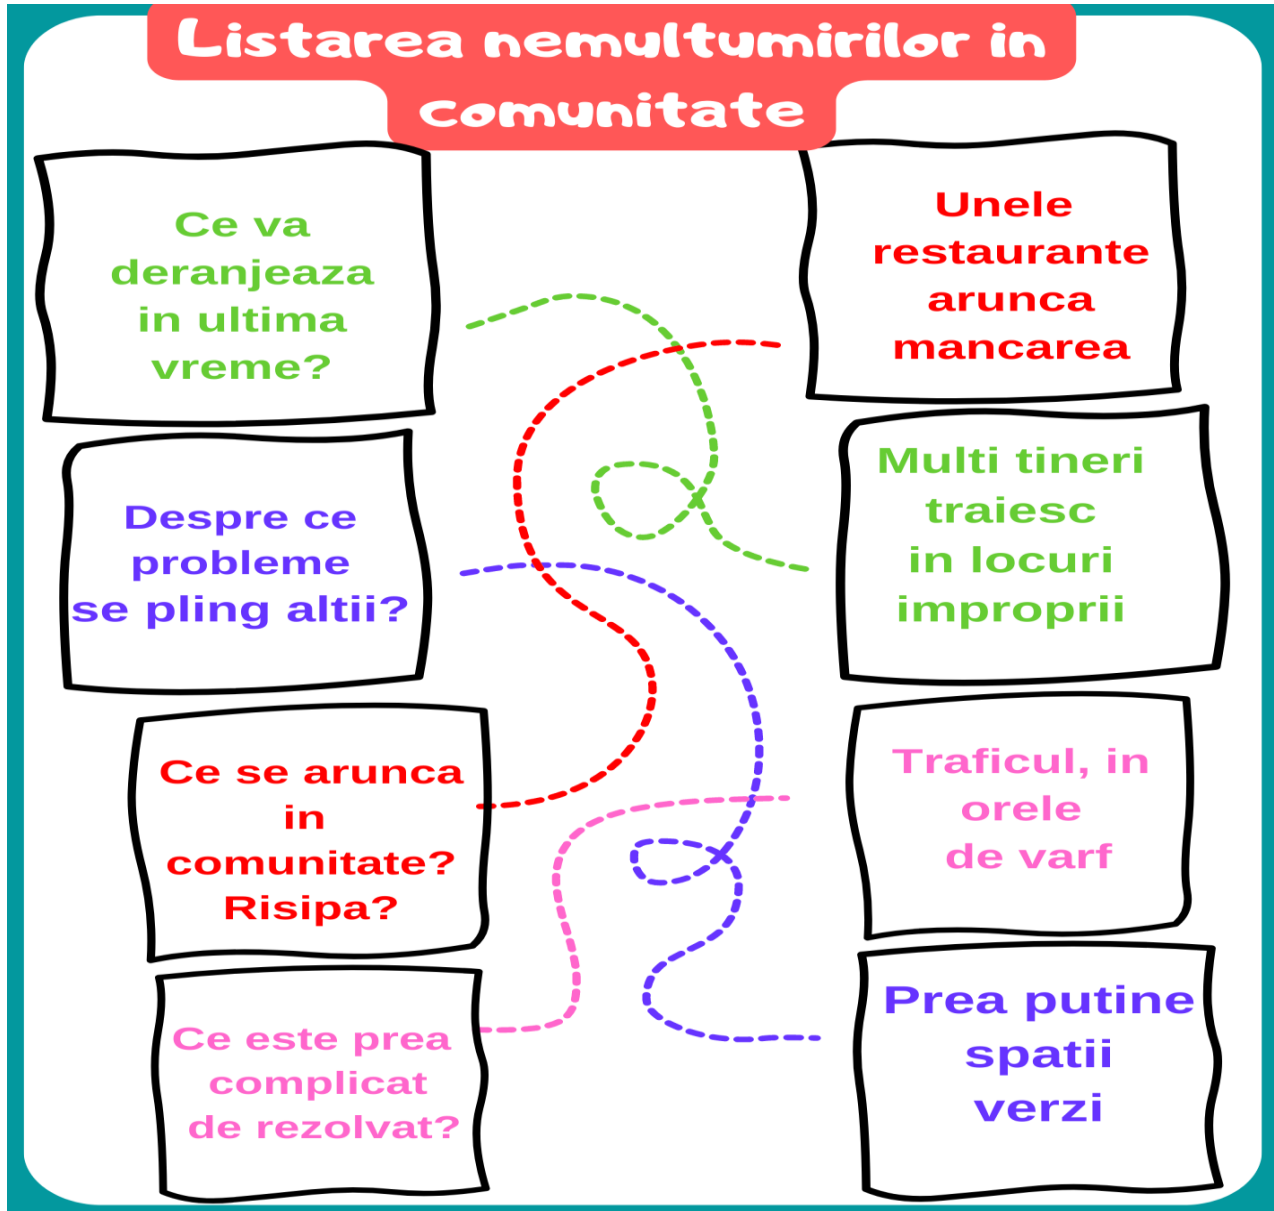 Listarea nemultumirilor in
comunitate
Ce va
deranjeaza
in ultima
vreme?
Unele
restaurante
arunca
mancarea
Despre ce
probleme
se pling altii?
Multi tineri
traiesc
in locuri
improprii
Ce se arunca
in
comunitate?
Risipa?
Traficul, in
orele
de varf
Ce este prea
complicat
de rezolvat?
Prea putine
spatii
verzi